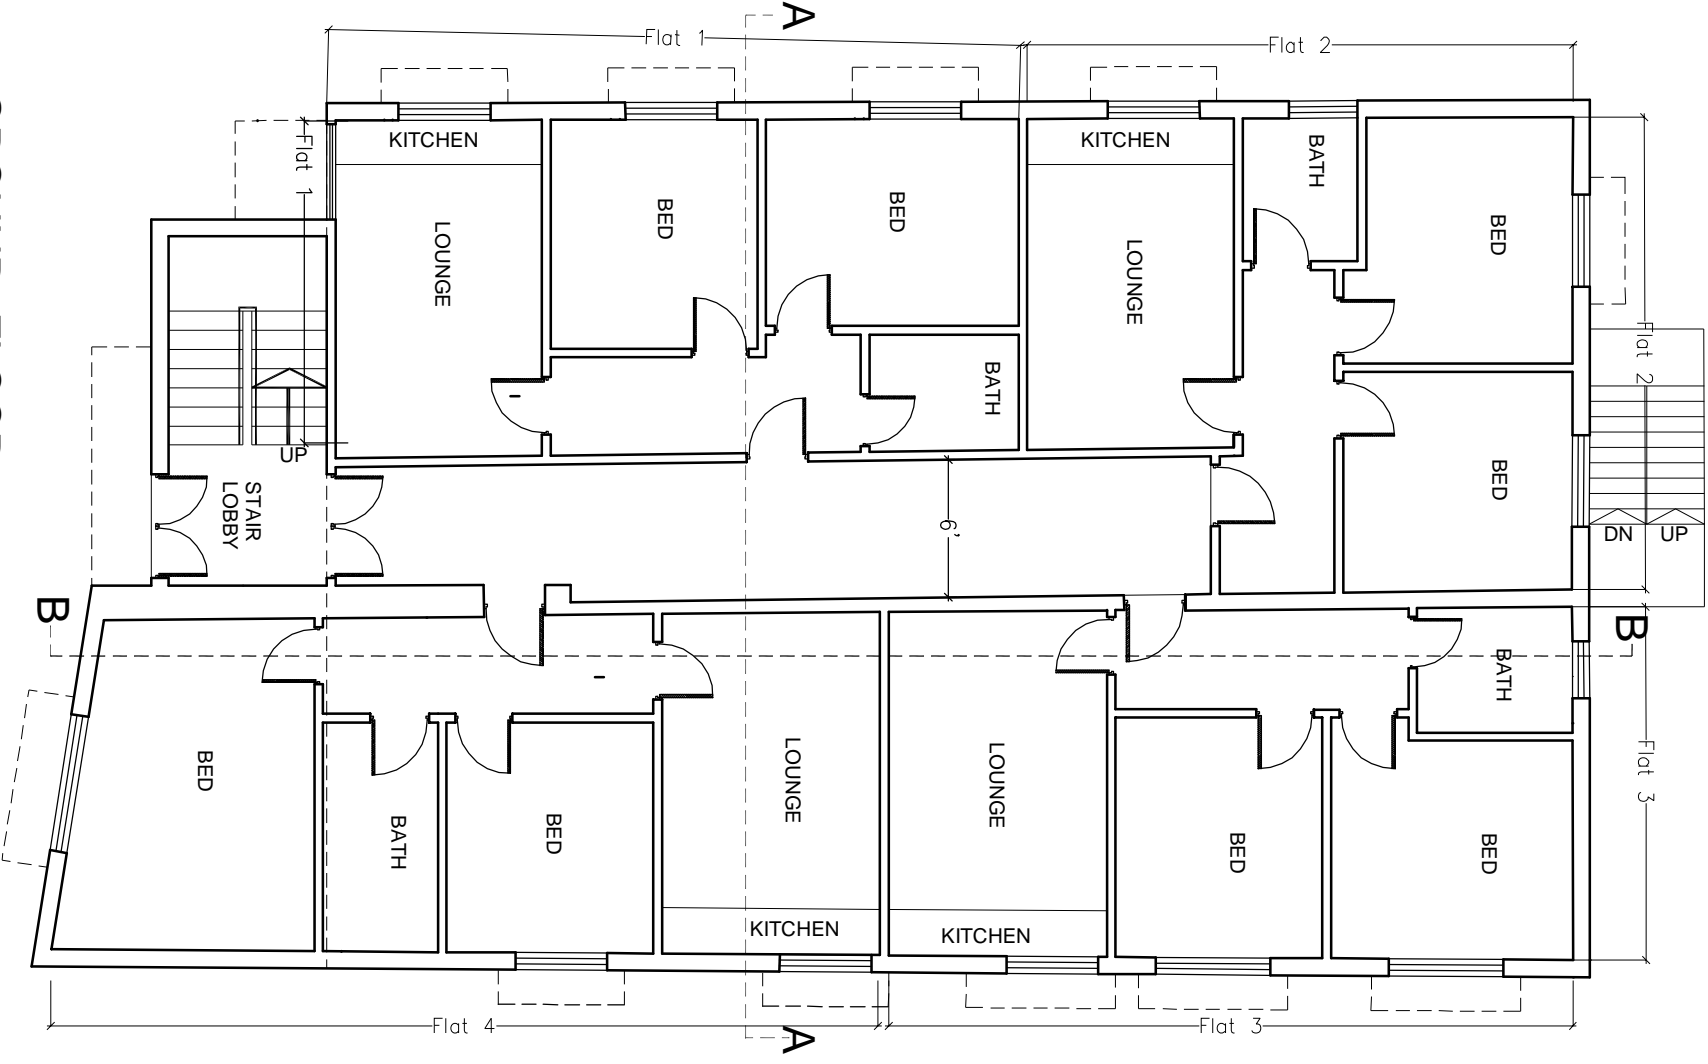 A
Flat 1
Flat 2
KITCHEN
KITCHEN
BATH
Flat 1
BED
BED
BED
LOUNGE
LOUNGE
Flat 2
BATH
UP
BED
STAIR
LOBBY
6'
DN
UP
B
B
BATH
BED
LOUNGE
LOUNGE
Flat 3
BATH
BED
BED
BED
KITCHEN
KITCHEN
Flat 4
Flat 3
A